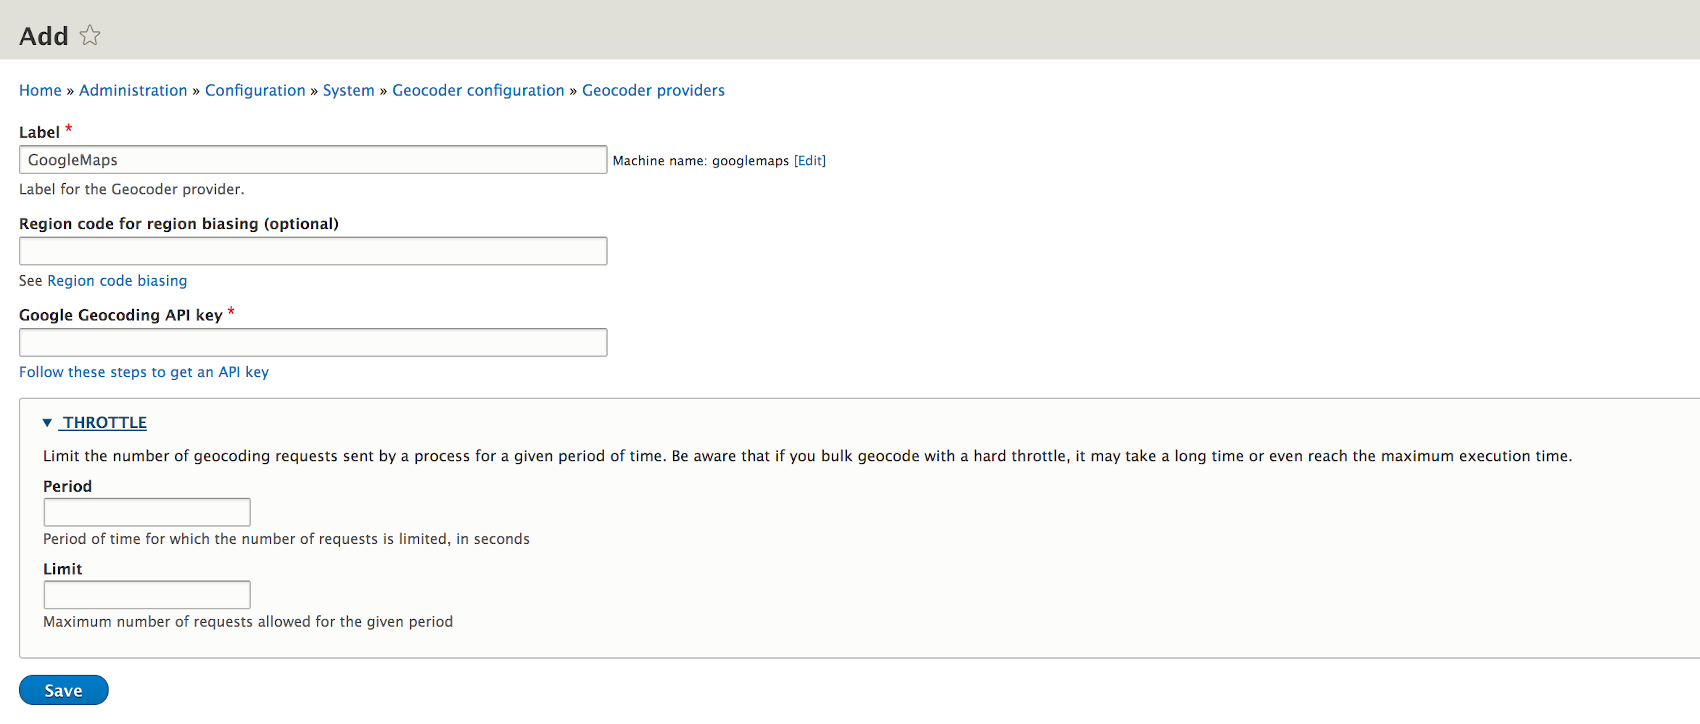 Add
Home » Administration » Configuration » System » Geocoder configuration » Geocoder providers
Label *
GoogleMaps Machine name: googlemaps [Edit]
Label for the Geocoder provider.
Region code for region biasing (optional)
See Region code biasing
Google Geocoding API key *
Follow these steps to get an API key
THROTTLE
Limit the number of geocoding requests sent by a process for a given period of time. Be aware that if you bulk geocode with a hard throttle, it may take a long time or even reach the maximum execution time.
Period
Period of time for which the number of requests is limited, in seconds
Limit
Maximum number of requests allowed for the given period
Save